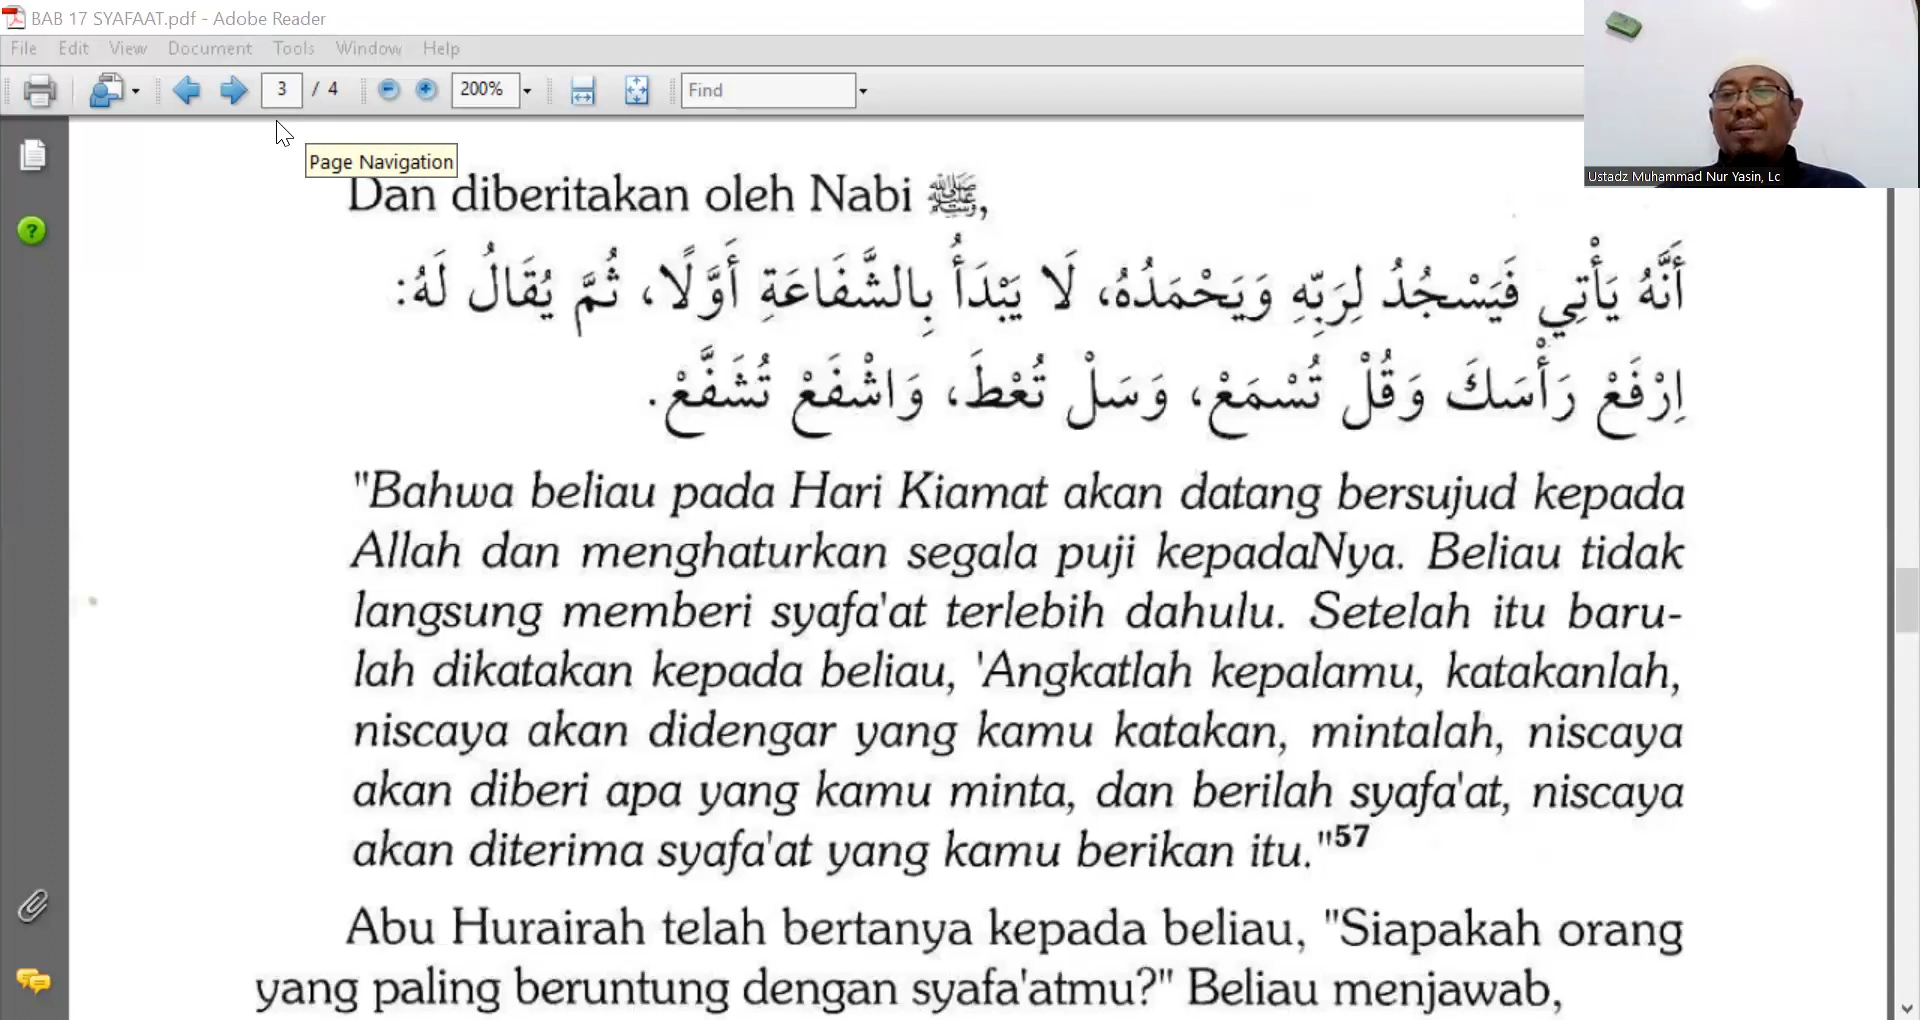 BAB 17 SYAFAAT.pdf - Adobe Reader
File Edit View Document Tools Window Help
3 / 4 200% Find
Page Navigation
Ustadz Muhammad Nur Yasin, Lc
Dan diberitakan oleh Nabi ﷺ,
أَنَّهُ يَأْتِي فَيَسْجُدُ لِرَبِّهِ وَيَحْمَدُهُ، لَا يَبْدَأُ بِالشَّفَاعَةِ أَوَّلًا، ثُمَّ يُقَالُ لَهُ:
اِرْفَعْ رَأْسَكَ وَقُلْ تُسْمَعْ، وَسَلْ تُعْطَ، وَاشْفَعْ تُشَفَّعْ.
"Bahwa beliau pada Hari Kiamat akan datang bersujud kepada
Allah dan menghaturkan segala puji kepadaNya. Beliau tidak
langsung memberi syafa'at terlebih dahulu. Setelah itu baru-
lah dikatakan kepada beliau, 'Angkatlah kepalamu, katakanlah,
niscaya akan didengar yang kamu katakan, mintalah, niscaya
akan diberi apa yang kamu minta, dan berilah syafa'at, niscaya
akan diterima syafa'at yang kamu berikan itu."57
Abu Hurairah telah bertanya kepada beliau, "Siapakah orang
yang paling beruntung dengan syafa'atmu?" Beliau menjawab,